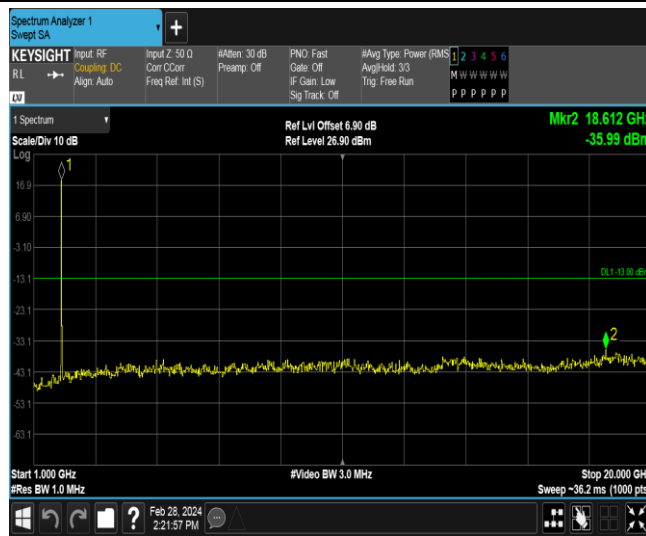 Spectrum Analyzer 1
Swept SA
KEYSIGHT
RL
Input: RF
Coupling: DC
Align: Auto
Input Z: 50 Ω
Corr CCorr
Freq Ref: Int (S)
#Atten: 30 dB
Preamp: Off
PNO: Fast
Gate: Off
IF Gain: Low
Sig Track: Off
#Avg Type: Power (RMS
Avg|Hold: 3/3
Trig: Free Run
1 2 3 4 5 6
M W W W W W
P P P P P P
1 Spectrum
Scale/Div 10 dB
Ref Lvl Offset 6.90 dB
Ref Level 26.90 dBm
Mkr2 18.612 GHz
-35.99 dBm
Log
1
16.9
6.90
-3.10
-13.1
DL1 -13.00 dBm
-23.1
-33.1
2
-43.1
-53.1
-63.1
Start 1.000 GHz
#Res BW 1.0 MHz
#Video BW 3.0 MHz
Stop 20.000 GH
Sweep ~36.2 ms (1000 pts
?
Feb 28, 2024
2:21:57 PM